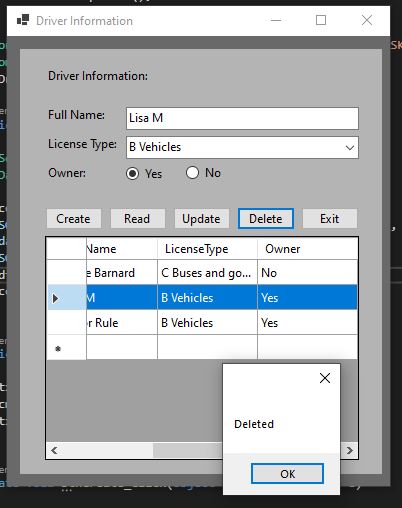 Driver Information
Driver Information:
Full Name: Lisa M
License Type: B Vehicles
Owner: Yes No
Create Read Update Delete Exit
Name LicenseType Owner
e Barnard C Buses and go... No
M B Vehicles Yes
or Rule B Vehicles Yes
Deleted
OK